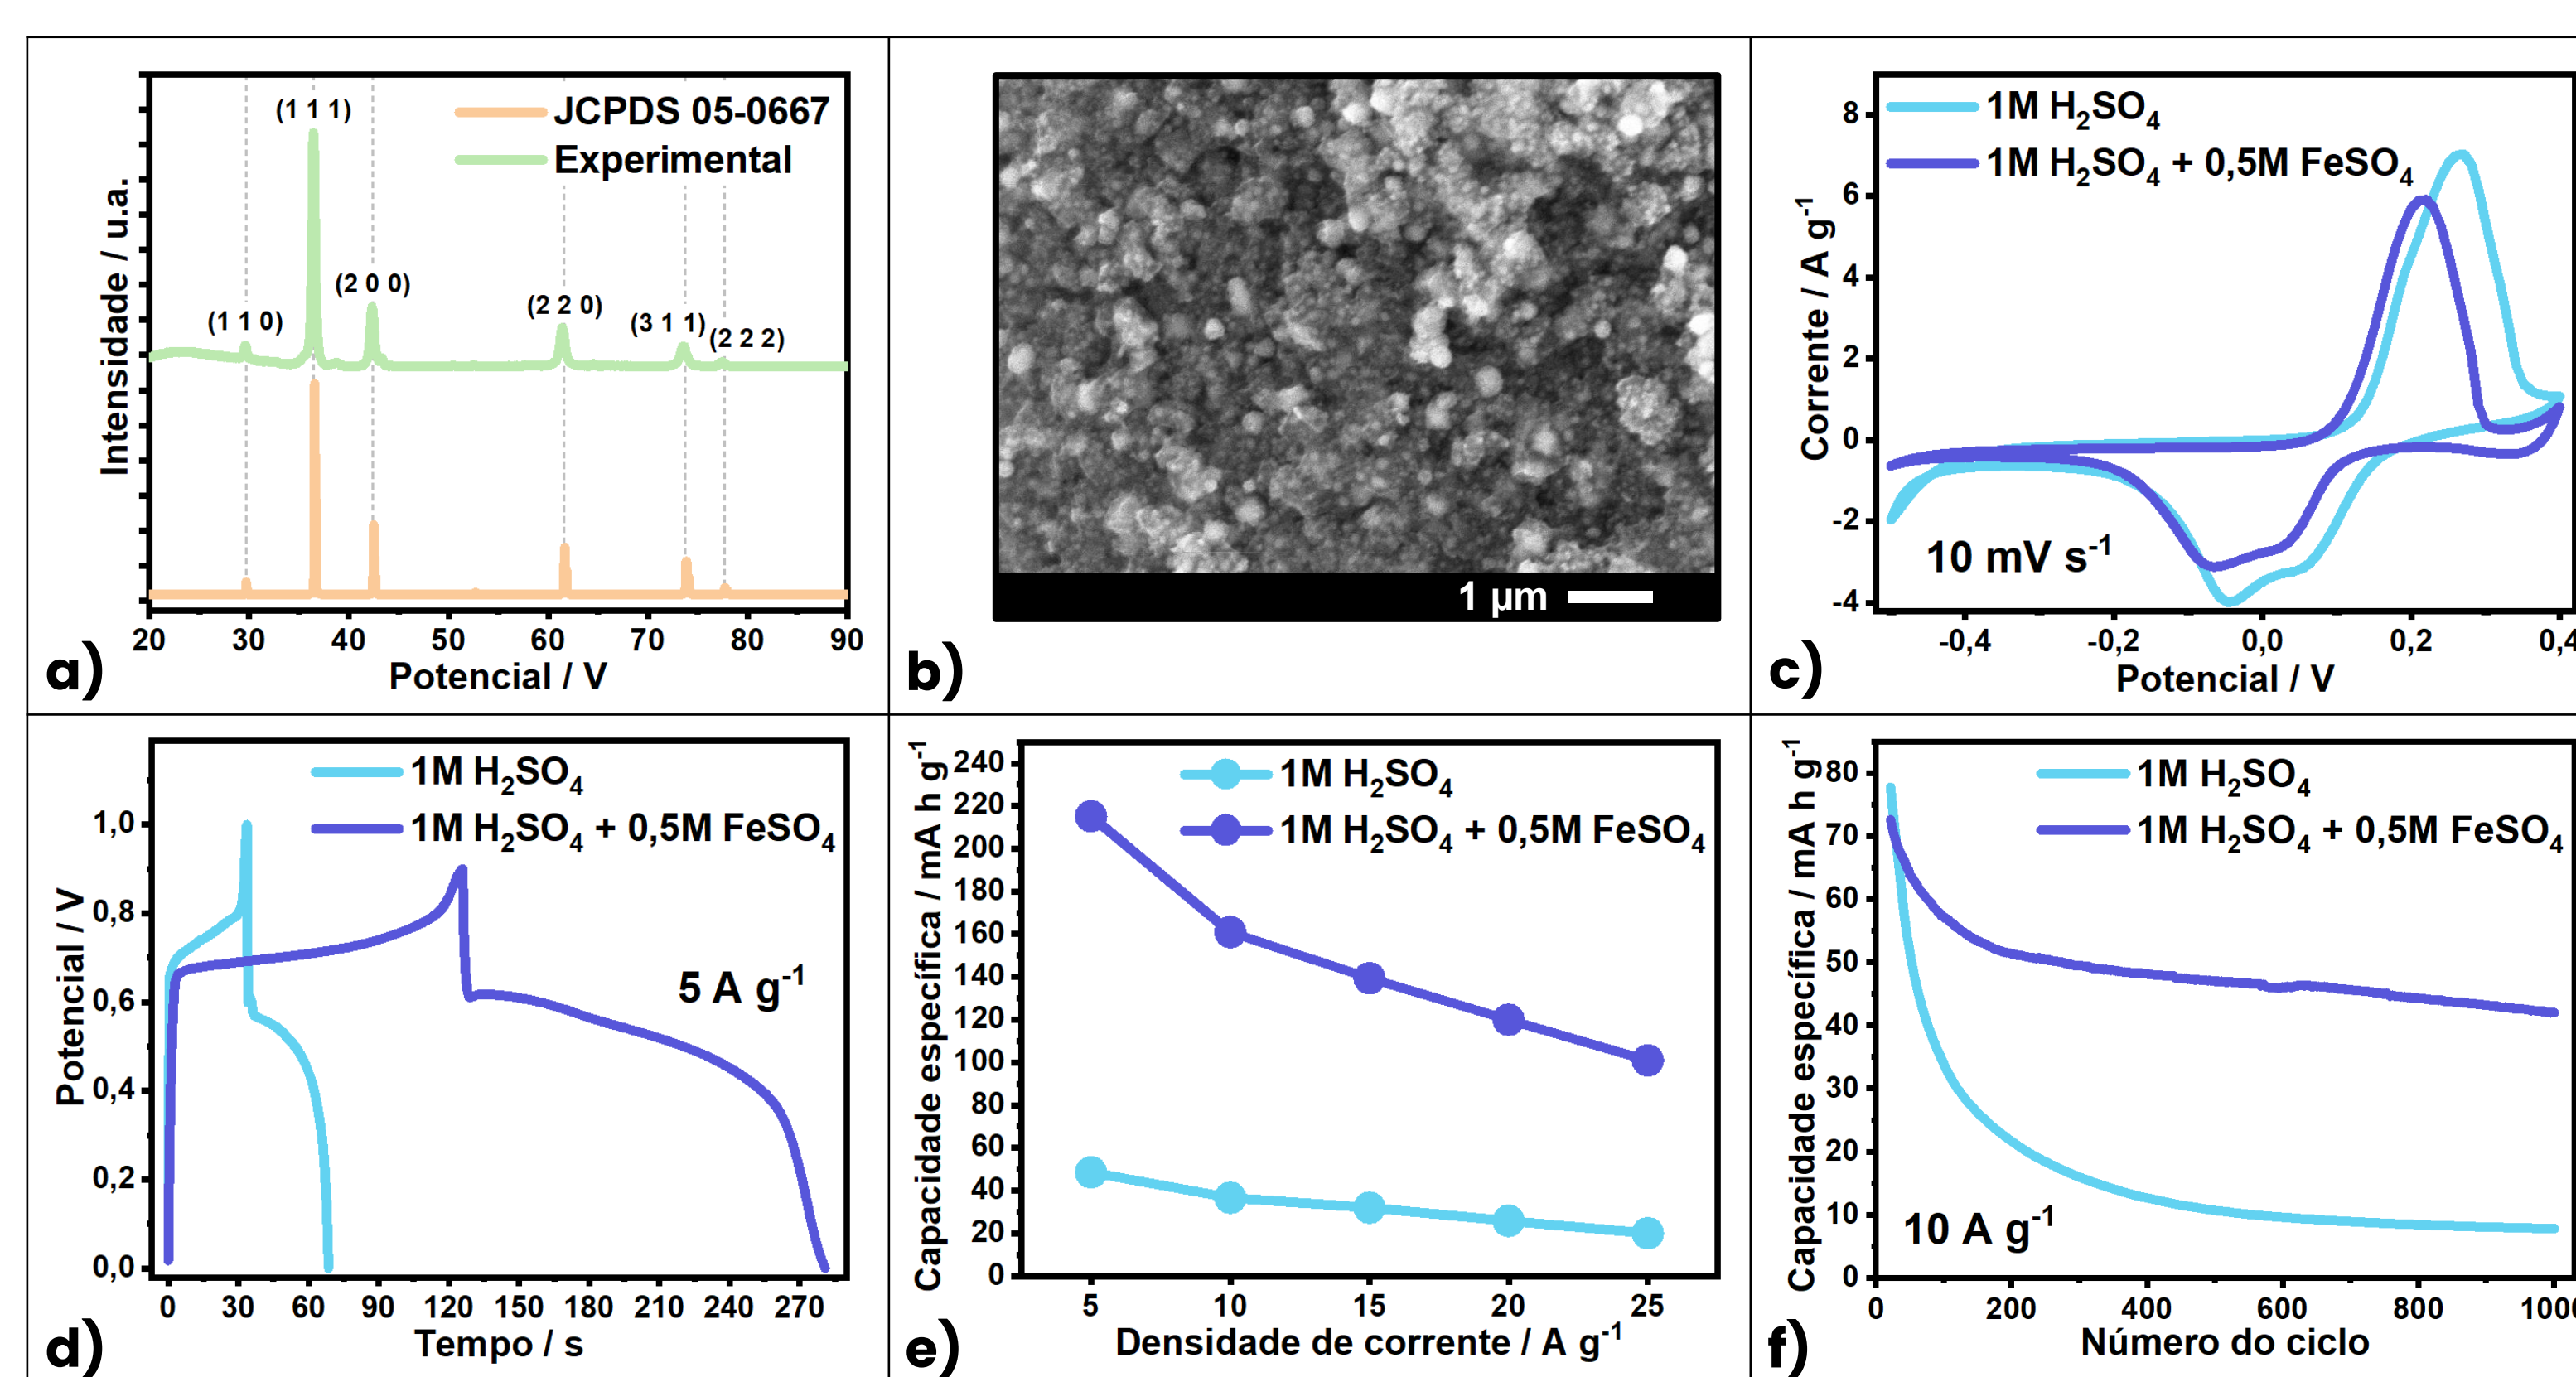 JCPDS 05-0667
Experimental
(1 1 1)
(2 0 0)
(1 1 0)
(2 2 0)
(3 1 1)
(2 2 2)
Intensidade / u.a.
20 30 40 50 60 70 80 90
Potencial / V
a)
1 µm
b)
1M H₂SO₄
1M H₂SO₄ + 0,5M FeSO₄
Corrente / A g⁻¹
8
6
4
2
0
-2
-4
10 mV s⁻¹
-0,4 -0,2 0,0 0,2 0,4
Potencial / V
c)
1M H₂SO₄
1M H₂SO₄ + 0,5M FeSO₄
Potencial / V
1,0
0,8
0,6
0,4
0,2
0,0
5 A g⁻¹
0 30 60 90 120 150 180 210 240 270
Tempo / s
d)
1M H₂SO₄
1M H₂SO₄ + 0,5M FeSO₄
Capacidade específica / mA h g⁻¹
240
220
200
180
160
140
120
100
80
60
40
20
0
5 10 15 20 25
Densidade de corrente / A g⁻¹
e)
1M H₂SO₄
1M H₂SO₄ + 0,5M FeSO₄
Capacidade específica / mA h g⁻¹
80
70
60
50
40
30
20
10
0
10 A g⁻¹
0 200 400 600 800 1000
Número do ciclo
f)